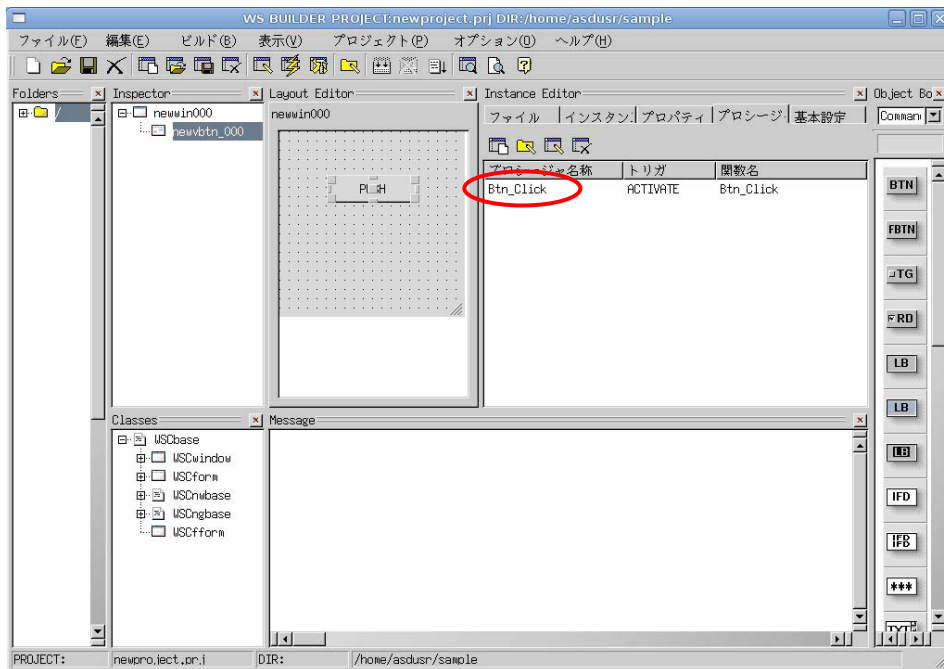 WS BUILDER PROJECT:newproject.prj DIR:/home/asdusr/sample
ファイル(F) 編集(E) ビルド(B) 表示(V) プロジェクト(P) オプション(O) ヘルプ(H)
Folders
/
Inspector
newwin000
newvbtn_000
Layout Editor
newwin000
Instance Editor
ファイル インスタン プロパティ プロシージ 基本設定
プロシージャ名称 トリガ 関数名
Btn_Click ACTIVATE Btn_Click
Object Bo
Comman
BTN
FBTN
TG
RD
LB
LB
LB
IFD
IFB
***
Classes
WSCbase
WSCwindow
WSCform
WSCnwbase
WSCngbase
WSCfform
Message
PROJECT: newproject.prj DIR: /home/asdusr/sample